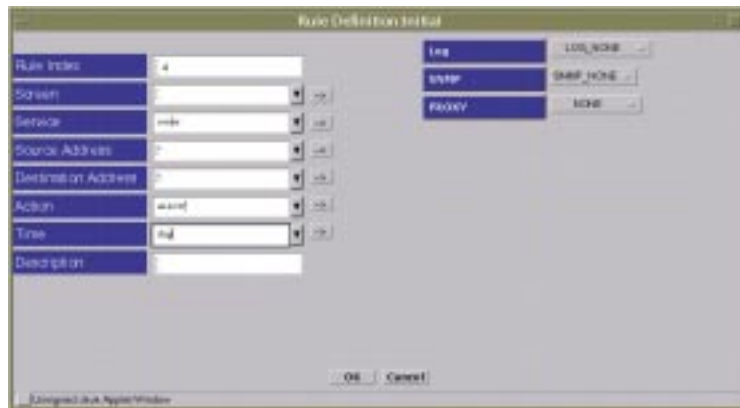 Rule Definition Initial
Rule Index
4
Screen
*
Service
Source Address
*
Destination Address
*
Action
Time
Description
Log
LOG_NONE
SNMP
SNMP_NONE
PROXY
NONE
OK
Cancel
Unsigned Java Applet Window